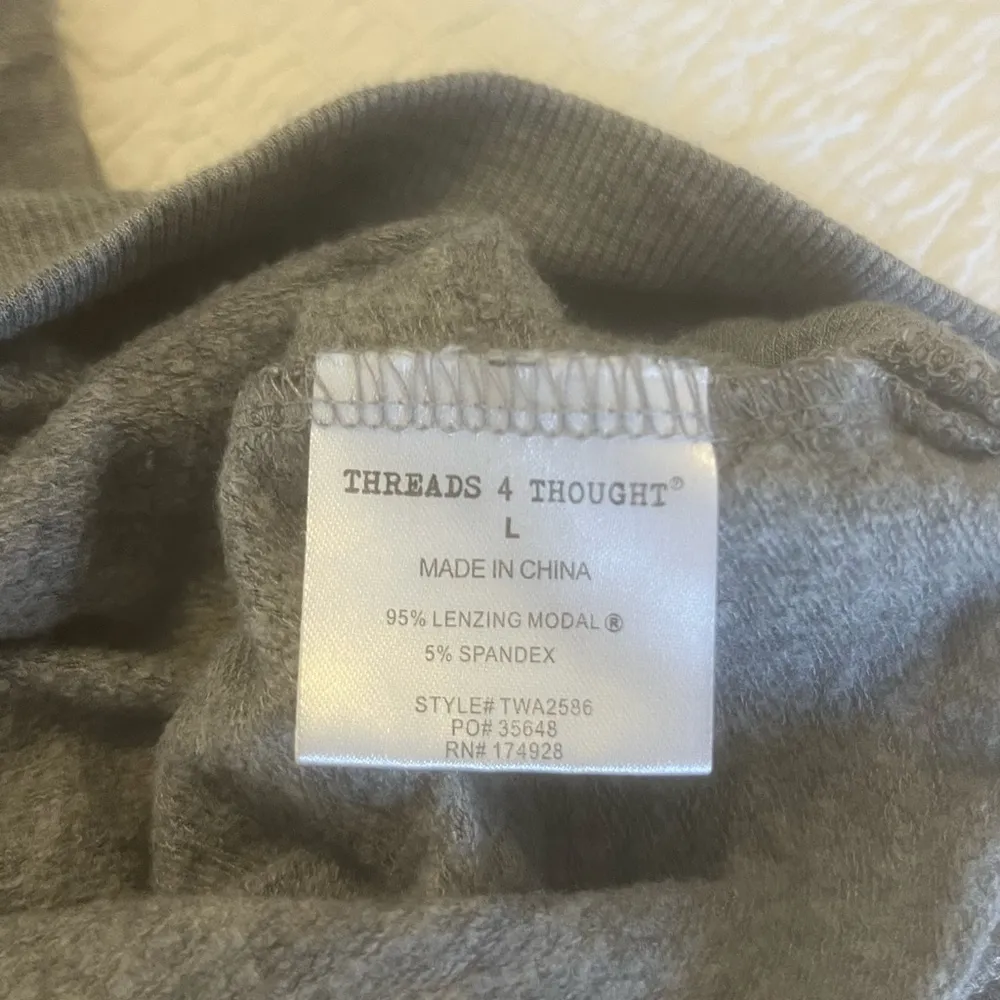 THREADS 4 THOUGHT®
L
MADE IN CHINA
95% LENZING MODAL ®
5% SPANDEX
STYLE# TWA2586
PO# 35648
RN# 174928